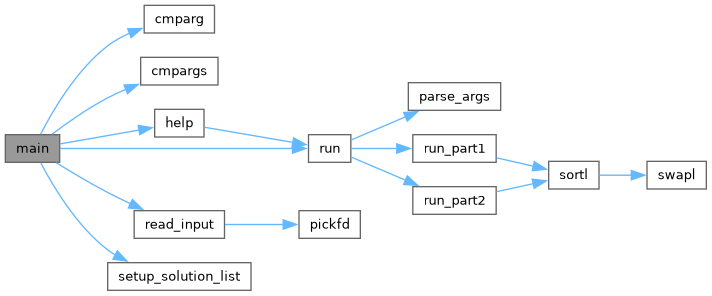 cmparg
cmpargs
parse_args
help
main
run
run_part1
sortl
swapl
run_part2
read_input
pickfd
setup_solution_list